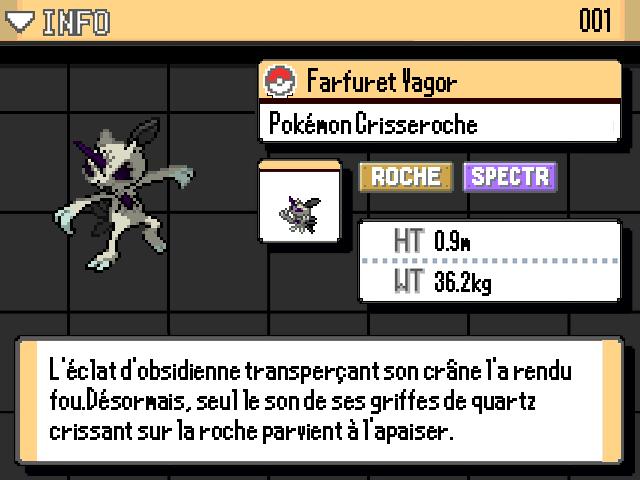 INFO
001
Farfuret Yagor
Pokémon Crisseroche
ROCHE SPECTR
HT 0.9m
WT 36.2kg
L'éclat d'obsidienne transperçant son crâne l'a rendu
fou.Désormais, seul le son de ses griffes de quartz
crissant sur la roche parvient à l'apaiser.